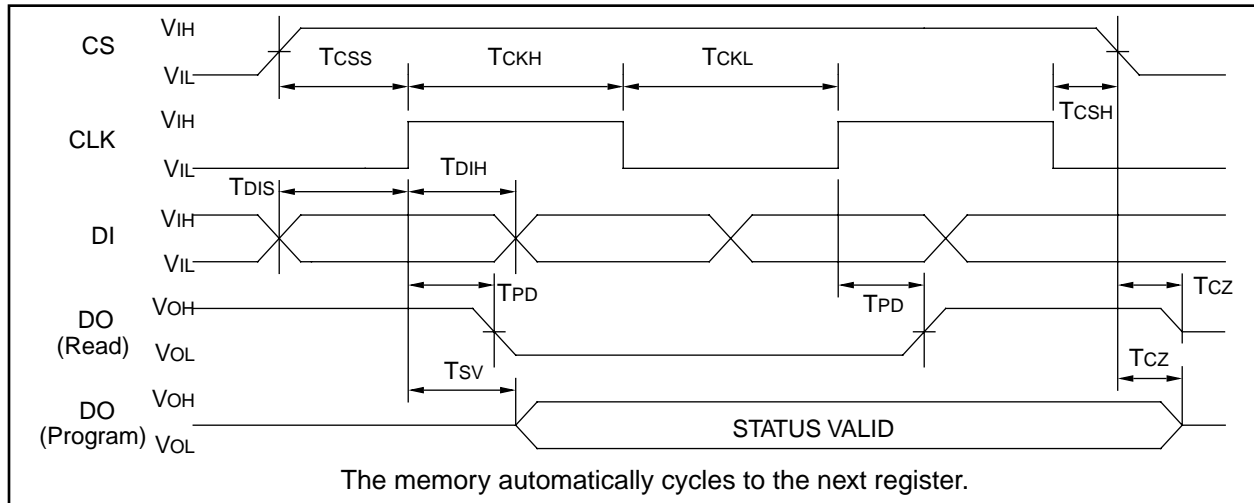 CS
VIH
VIL
TCSS
TCKH
TCKL
TCSH
CLK
VIH
VIL
TDIS
TDIH
DI
VIH
VIL
TPD
TPD
TCZ
DO
(Read)
VOH
VOL
TSV
TCZ
DO
(Program)
VOH
VOL
STATUS VALID
The memory automatically cycles to the next register.